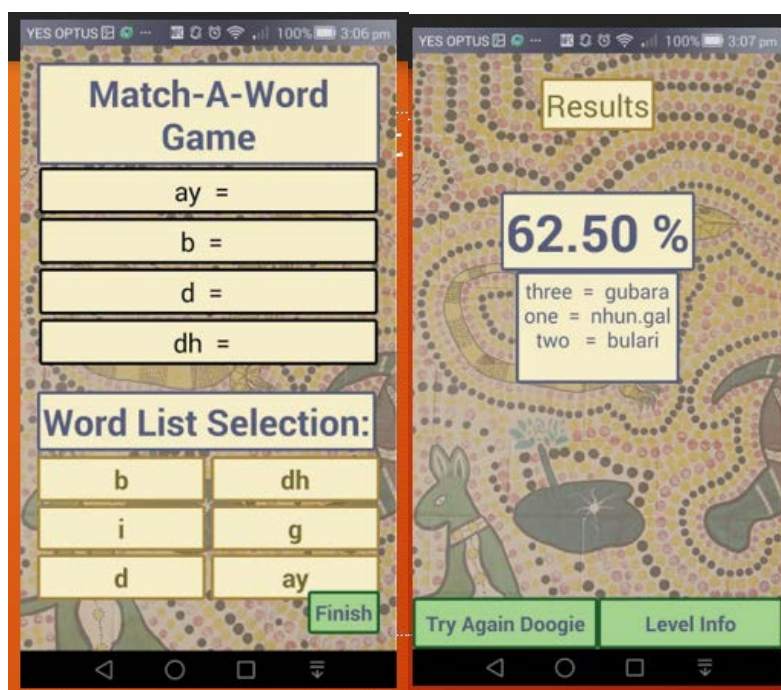 YES OPTUS 100% 3:06 pm
Match-A-Word
Game
ay =
b =
d =
dh =
Word List Selection:
b dh
i g
d ay
Finish
YES OPTUS 100% 3:07 pm
Results
62.50 %
three = gubara
one = nhun.gal
two = bulari
Try Again Doogie Level Info